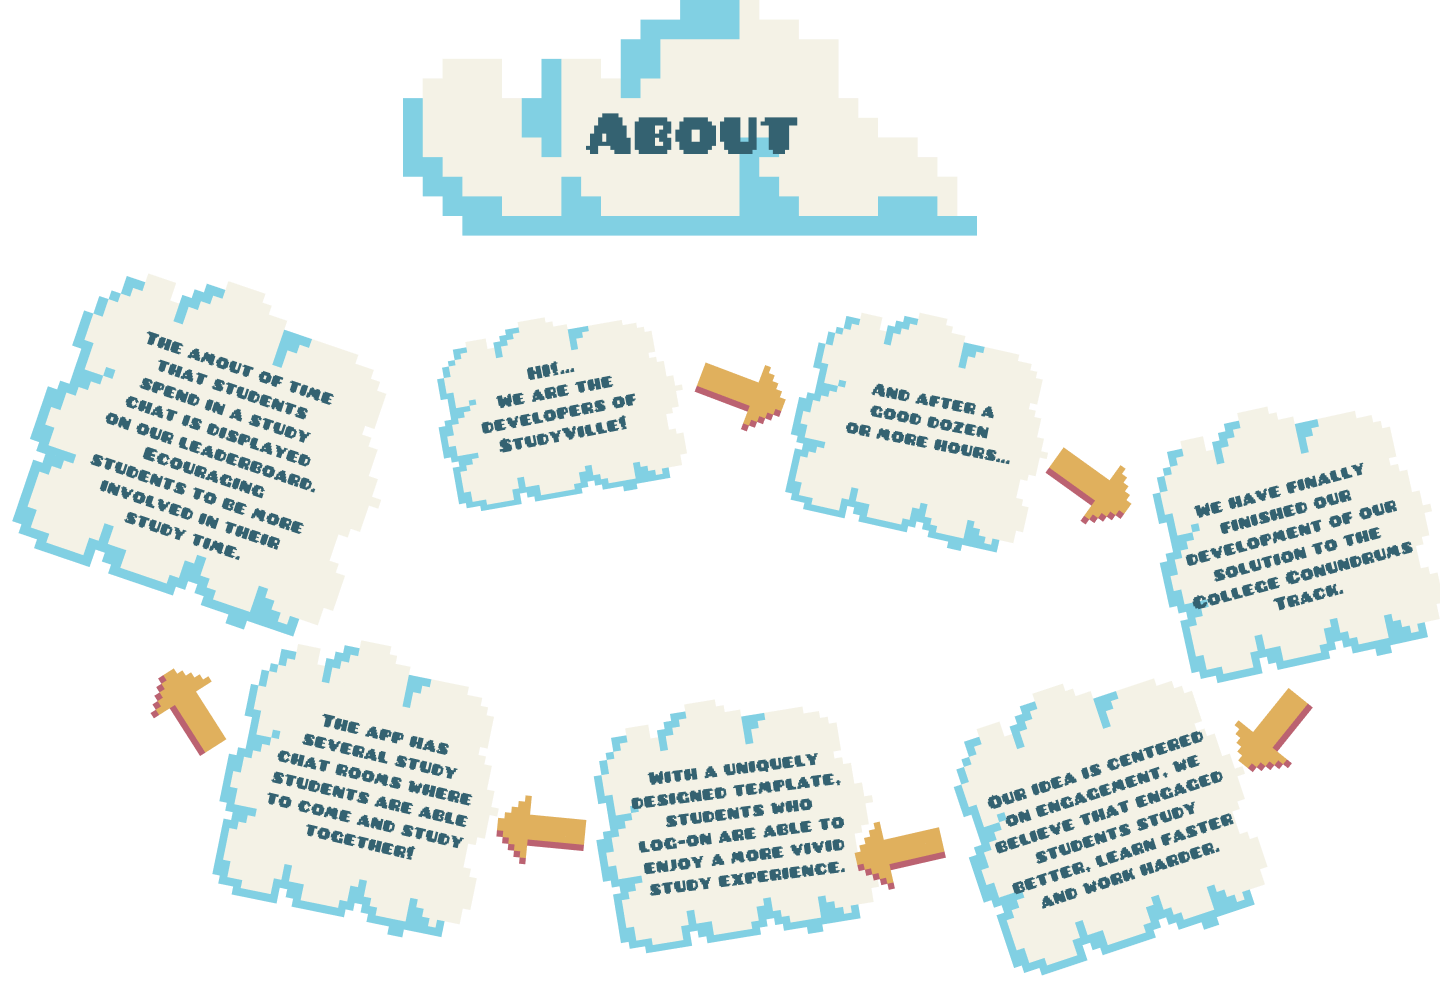 About
Hi!...
we are the
developers of
StudyVille!
and after a
good dozen
or more hours...
we have finally
finished our
development of our
solution to the
College Conundrums
Track.
Our idea is centered
on engagement, we
believe that engaged
students study
better, learn faster
and work harder.
With a uniquely
designed template,
students who
log-on are able to
enjoy a more vivid
study experience.
The app has
several study
chat rooms where
students are able
to come and study
together!
The amout of time
that students
spend in a study
chat is displayed
on our leaderboard.
Ecouraging
students to be more
involved in their
study time.